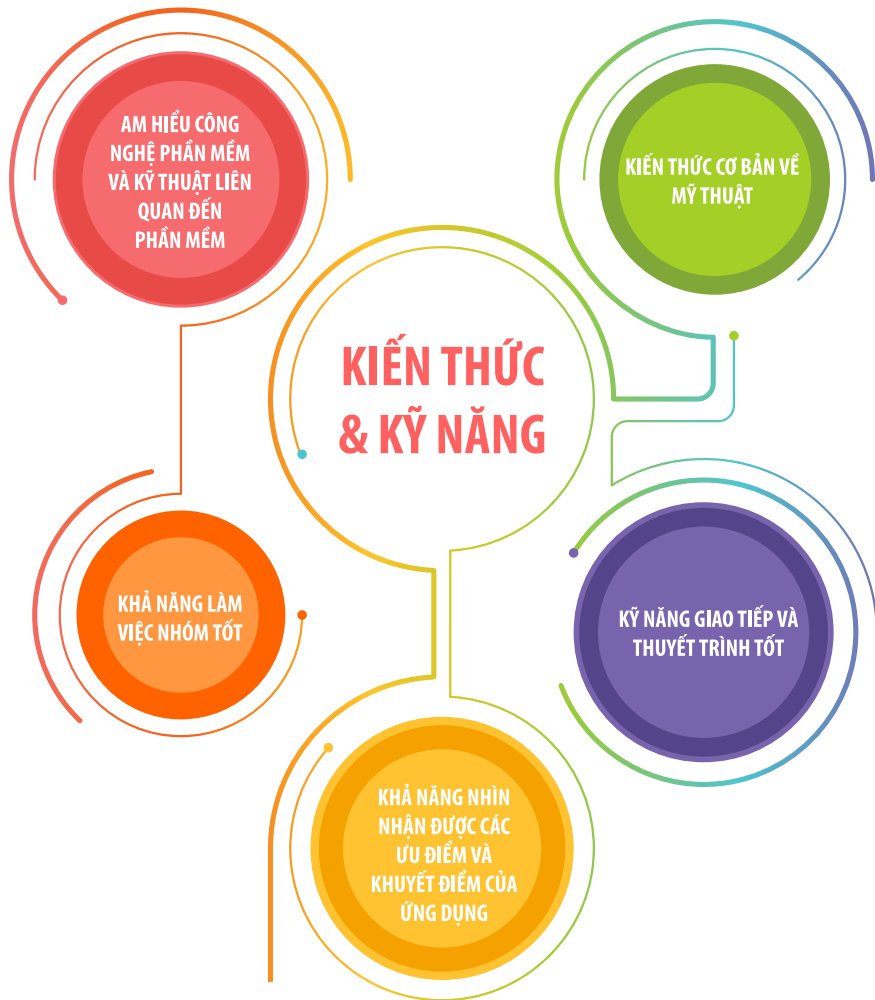 AM HIỂU CÔNG
NGHỆ PHẦN MỀM
VÀ KỸ THUẬT LIÊN
QUAN ĐẾN
PHẦN MỀM
KIẾN THỨC CƠ BẢN VỀ
MỸ THUẬT
KIẾN THỨC
& KỸ NĂNG
KHẢ NĂNG LÀM
VIỆC NHÓM TỐT
KỸ NĂNG GIAO TIẾP VÀ
THUYẾT TRÌNH TỐT
KHẢ NĂNG NHÌN
NHẬN ĐƯỢC CÁC
ƯU ĐIỂM VÀ
KHUYẾT ĐIỂM CỦA
ỨNG DỤNG